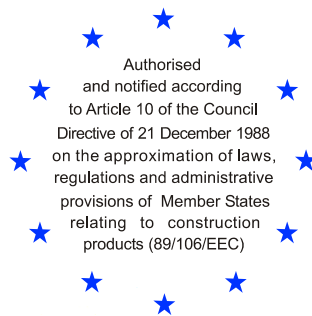 Authorised
and notified according
to Article 10 of the Council
Directive of 21 December 1988
on the approximation of laws,
regulations and administrative
provisions of Member States
relating to construction
products (89/106/EEC)